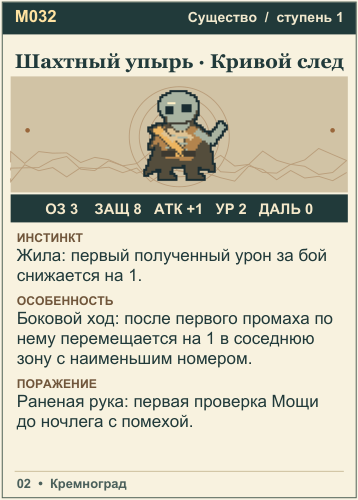 M032
Существо / ступень 1
Шахтный упырь · Кривой след
ОЗ 3 ЗАЩ 8 АТК +1 УР 2 ДАЛЬ 0
ИНСТИНКТ
Жила: первый полученный урон за бой
снижается на 1.
ОСОБЕННОСТЬ
Боковой ход: после первого промаха по
нему перемещается на 1 в соседнюю
зону с наименьшим номером.
ПОРАЖЕНИЕ
Раненая рука: первая проверка Мощи
до ночлега с помехой.
02 • Кремноград